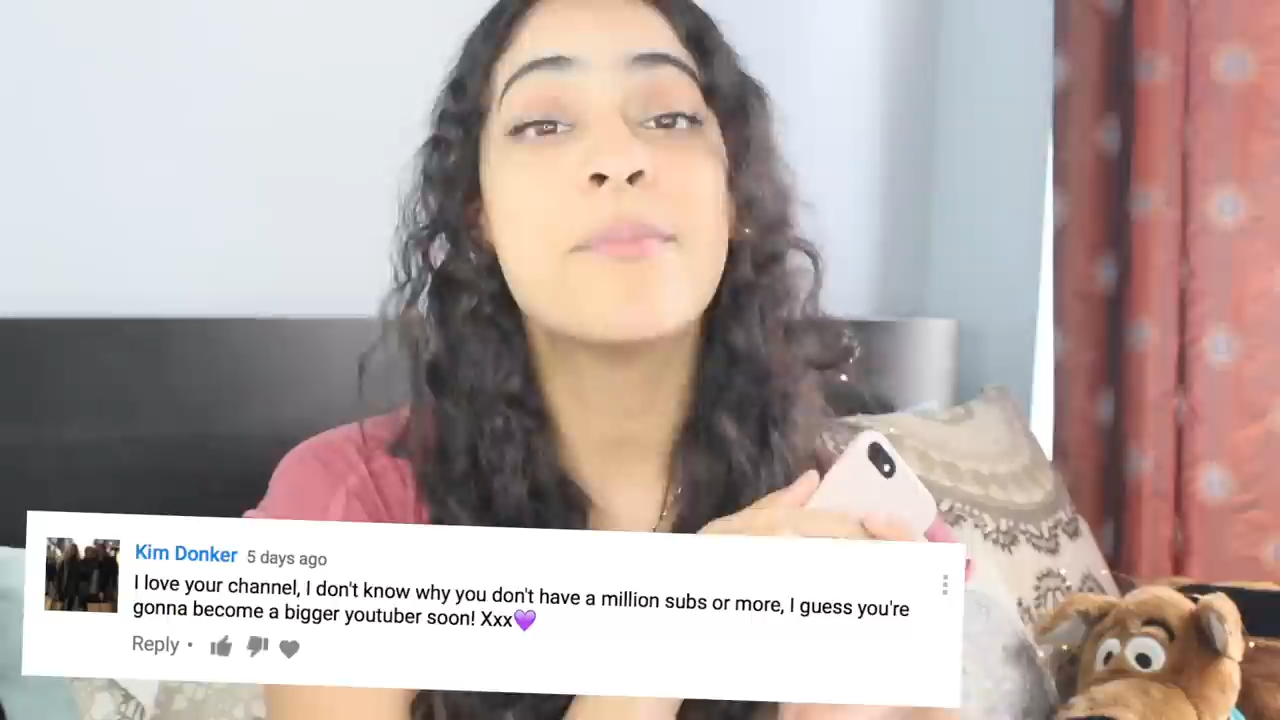 Kim Donker 5 days ago
I love your channel, I don't know why you don't have a million subs or more, I guess you're
gonna become a bigger youtuber soon! Xxx💜
Reply •